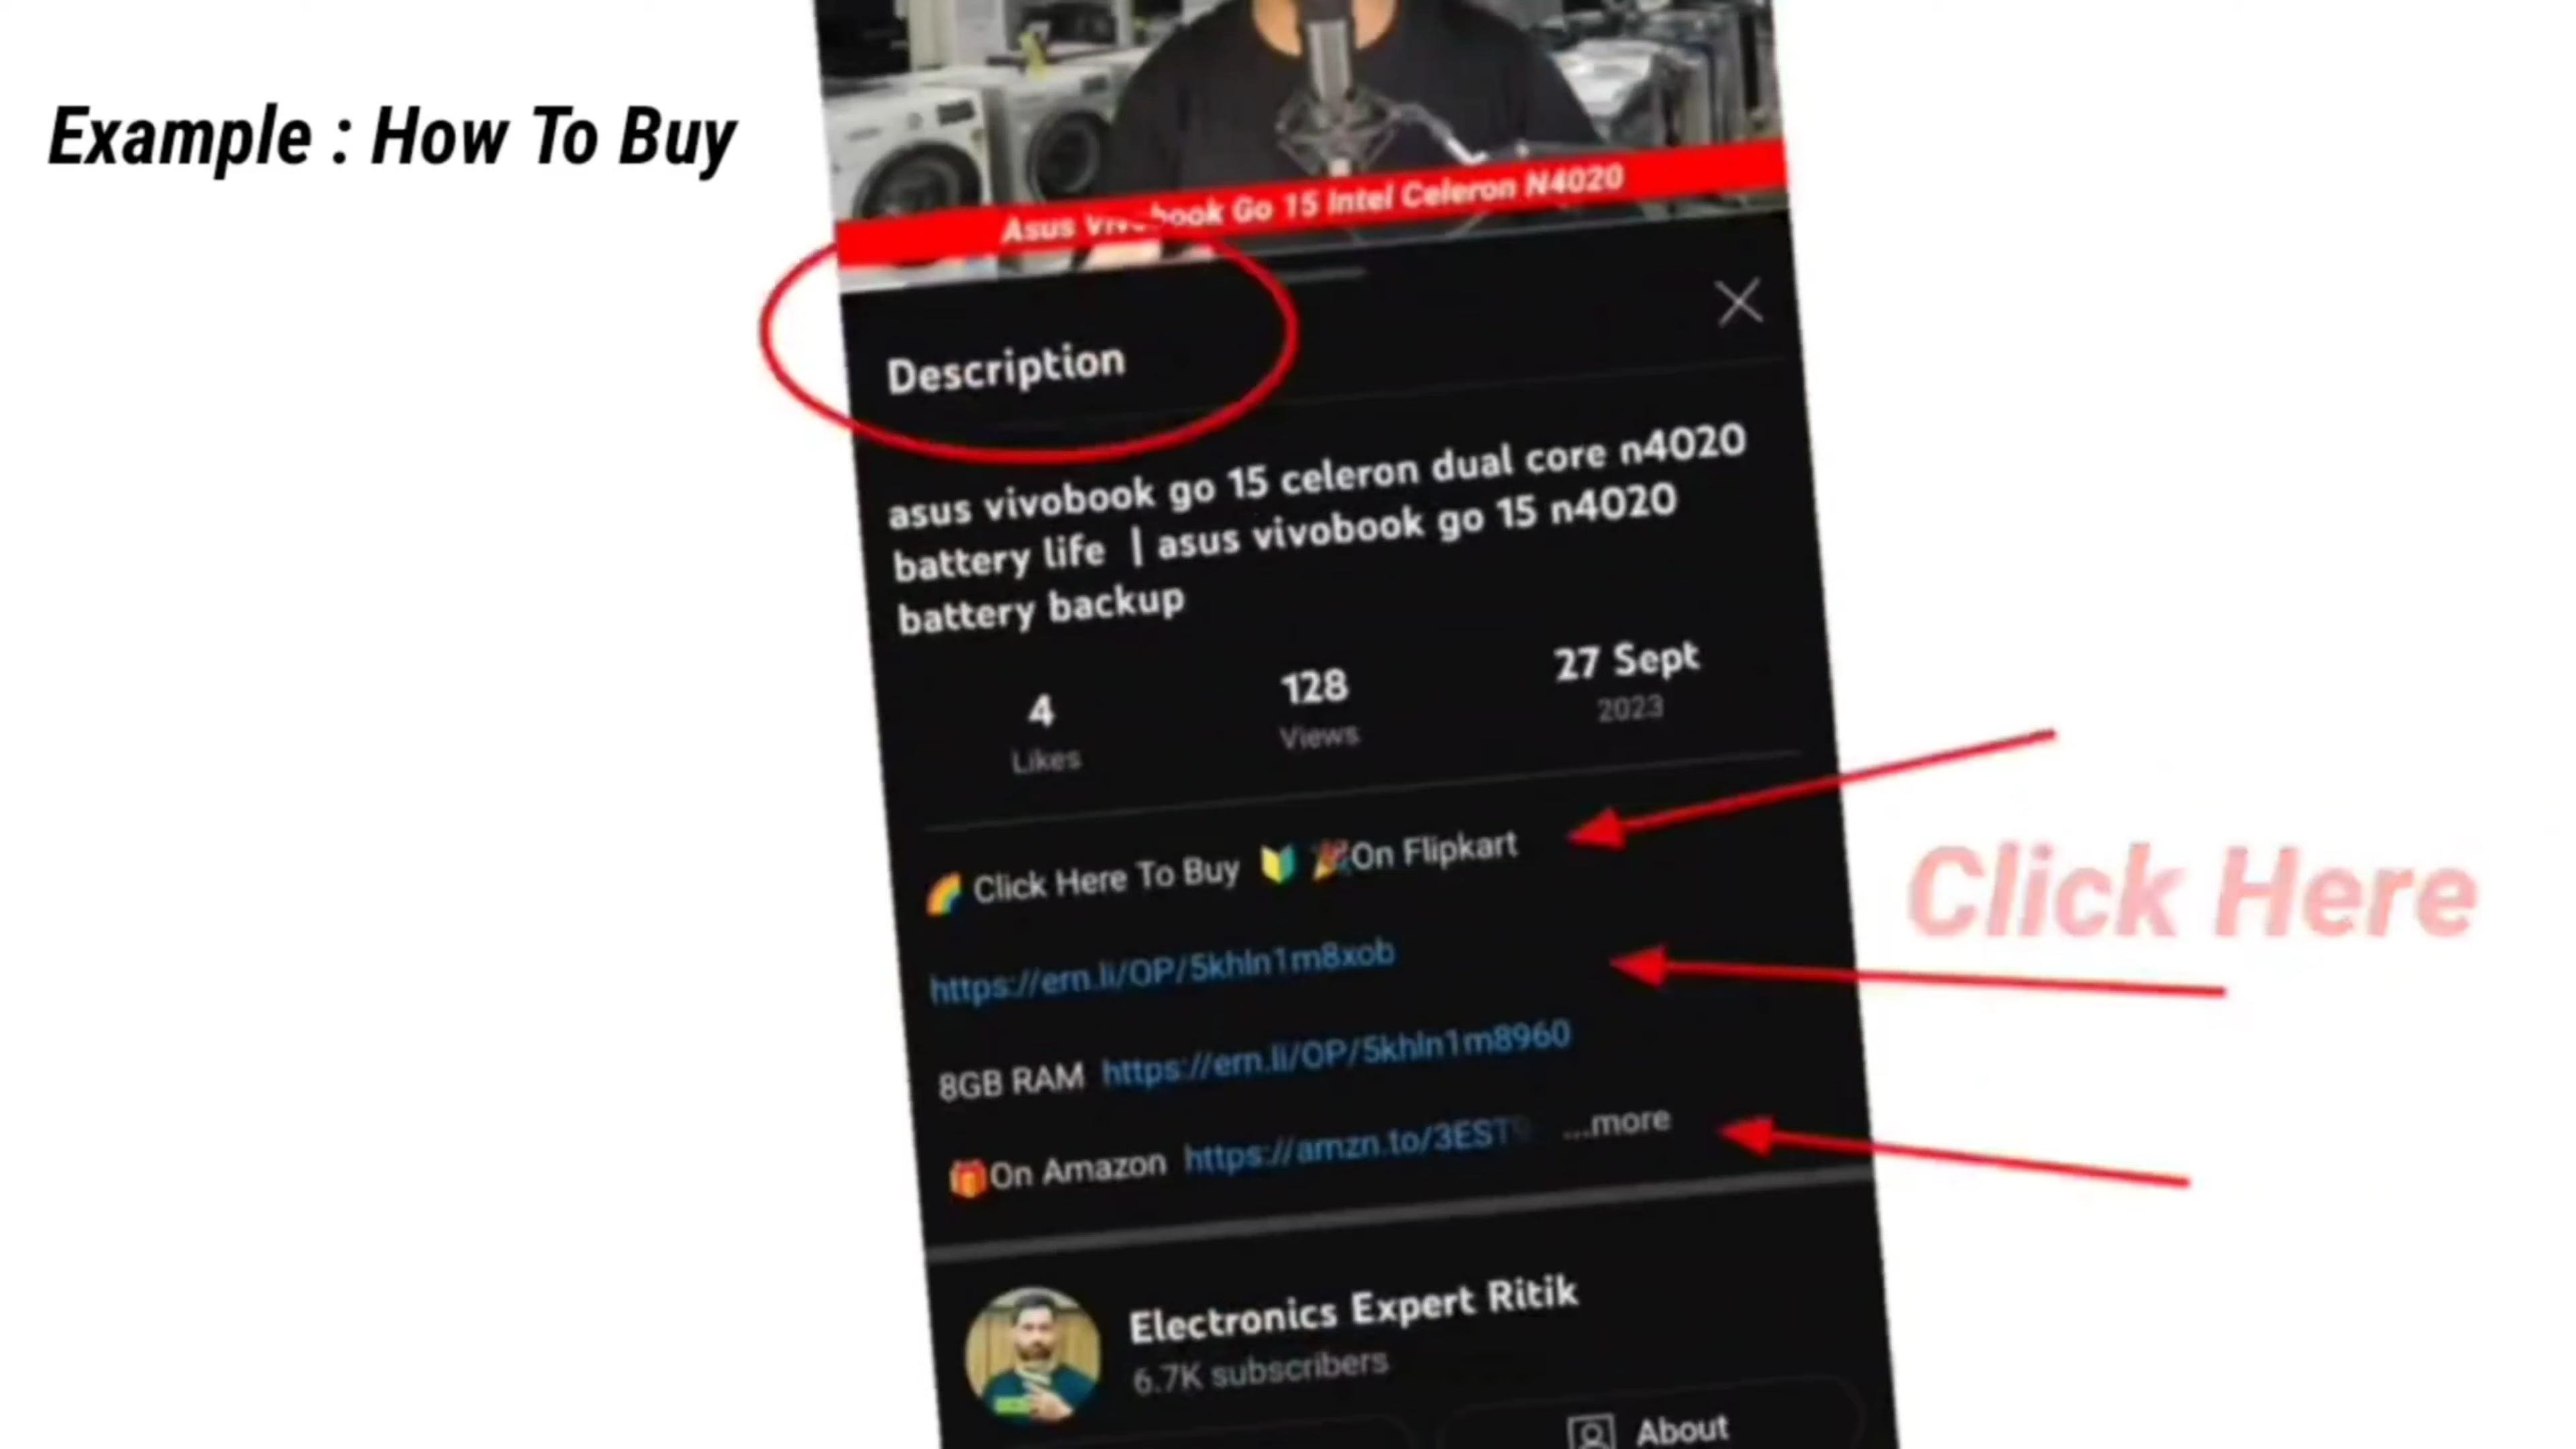 Example : How To Buy
Asus Vivobook Go 15 Intel Celeron N4020
Description
asus vivobook go 15 celeron dual core n4020
battery life | asus vivobook go 15 n4020
battery backup
4
Likes
128
Views
27 Sept
2023
🌈 Click Here To Buy 🔰 🎉On Flipkart
https://ern.li/OP/5khln1m8xob
8GB RAM https://ern.li/OP/5khln1m8960
🎁On Amazon https://amzn.to/3EST ...more
Click Here
Electronics Expert Ritik
6.7K subscribers
About